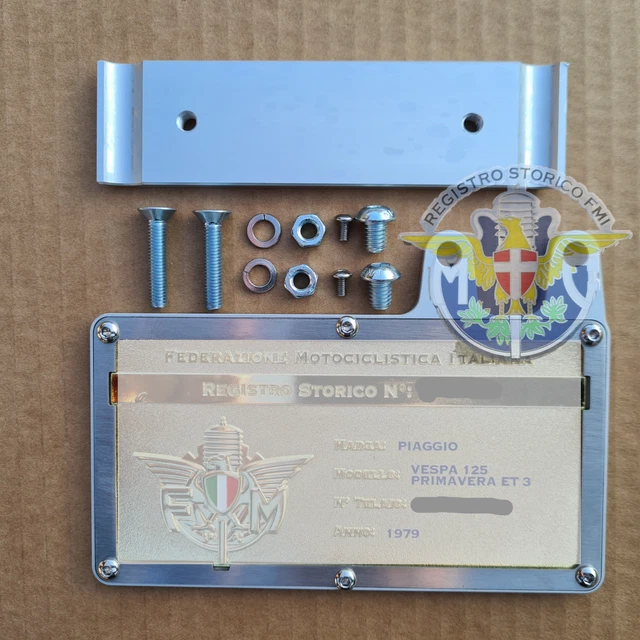 REGISTRO STORICO FMI
M C
FEDERAZIONE MOTOCICLISTICA ITALIANA
REGISTRO STORICO N°:
MARCA: PIAGGIO
MODELLO: VESPA 125
PRIMAVERA ET 3
N° TELAIO:
ANNO: 1979
F M